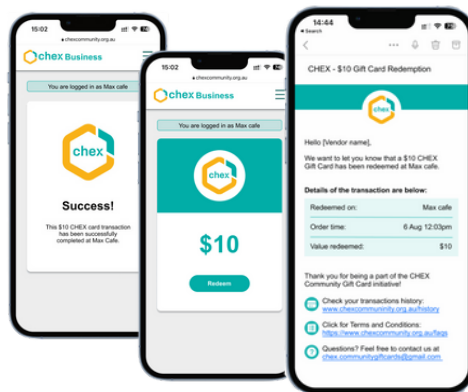 15:02
chexcommunity.org.au
chex Business
You are logged in as Max cafe
chex
Success!
This $10 CHEX card transaction
has been successfully
completed at Max Cafe.
15:02
chexcommunity.org.au
chex Business
You are logged in as Max cafe
chex
$10
Redeem
14:44
Search
CHEX - $10 Gift Card Redemption
chex
Hello [Vendor name],
We want to let you know that a $10 CHEX
Gift Card has been redeemed at Max cafe.
Details of the transaction are below:
Redeemed on: Max cafe
Order time: 6 Aug 12:03pm
Value redeemed: $10
Thank you for being a part of the CHEX
Community Gift Card initiative!
Check your transactions history:
www.chexcommuninity.org.au/history
Click for Terms and Conditions:
https://www.chexcommunity.org.au/faqs
Questions? Feel free to contact us at
chex.communitygiftcards@gmail.com